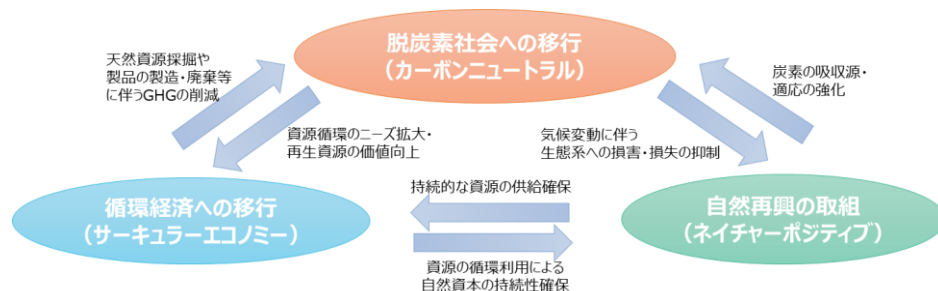 脱炭素社会への移行
(カーボンニュートラル)
天然資源採掘や
製品の製造・廃棄等
に伴うGHGの削減
炭素の吸収源・
適応の強化
資源循環のニーズ拡大・
再生資源の価値向上
気候変動に伴う
生態系への損害・損失の抑制
持続的な資源の供給確保
循環経済への移行
(サーキュラーエコノミー)
自然再興の取組
(ネイチャーポジティブ)
資源の循環利用による
自然資本の持続性確保